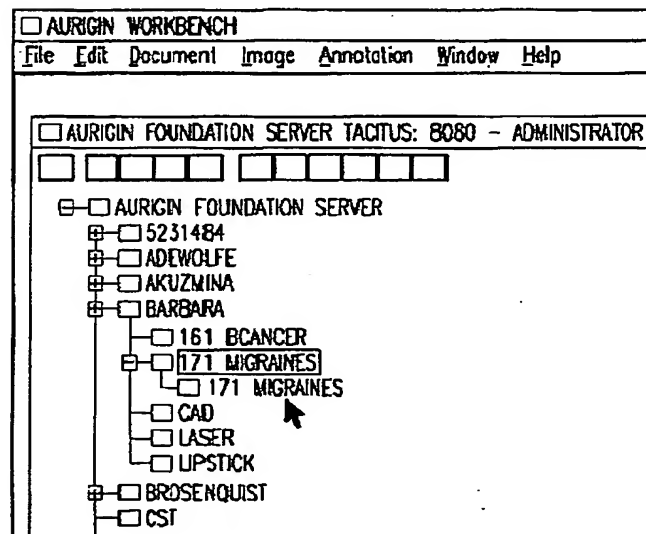 AURIGIN WORKBENCH
File Edit Document Image Annotation Window Help
AURIGIN FOUNDATION SERVER TACITUS: 8080 - ADMINISTRATOR
AURIGIN FOUNDATION SERVER
5231484
ADEWOLFE
AKUZMINA
BARBARA
161 BCANCER
171 MIGRAINES
171 MIGRAINES
CAD
LASER
LIPSTICK
BROSENQUIST
CST